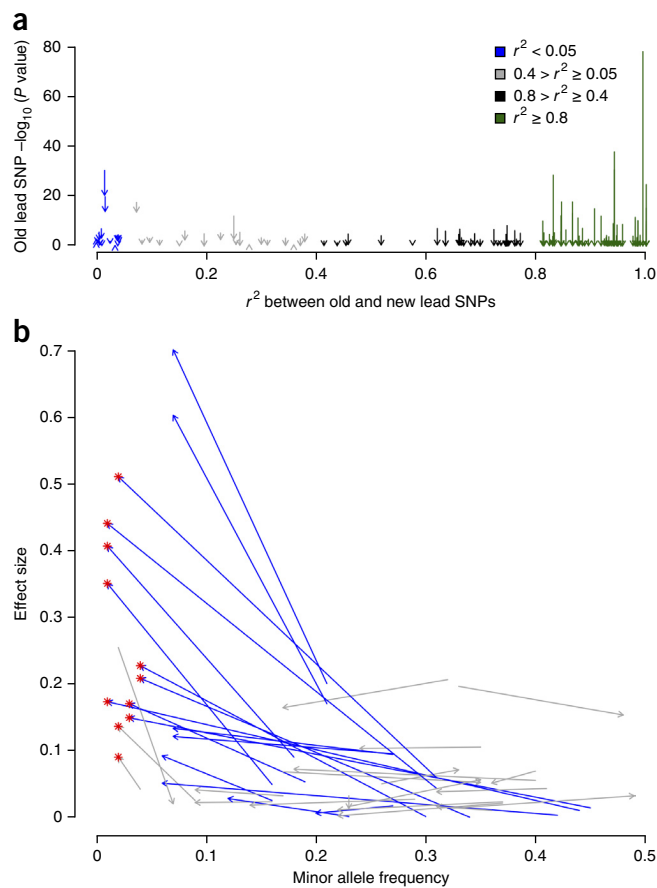 a
Old lead SNP –log10 (P value)
80
60
40
20
0
r2 < 0.05
0.4 > r2 ≥ 0.05
0.8 > r2 ≥ 0.4
r2 ≥ 0.8
0 0.2 0.4 0.6 0.8 1.0
r2 between old and new lead SNPs
b
Effect size
0.7
0.6
0.5
0.4
0.3
0.2
0.1
0
0 0.1 0.2 0.3 0.4 0.5
Minor allele frequency